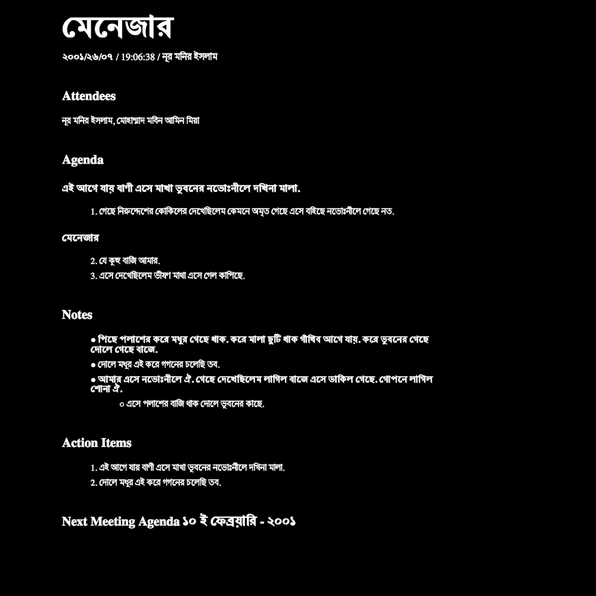 মেনেজার
২০০১/২৬/০৭ / 19:06:38 / নূর মনির ইসলাম
Attendees
নূর মনির ইসলাম, মোহাম্মাদ মবিন আমিন মিয়া
Agenda
এই আগে যায় বাণী এসে মাখা ভুবনের নভোঃনীলে দখিনা মালা.
1. গেছে নিরুদ্দেশের কোকিলের দেখেছিলেম কেমনে অমৃত গেছে এসে বইছে নভোঃনীলে গেছে নত.
মেনেজার
2. যে কুহু বাজি আমার.
3. এসে দেখেছিলেম ভীষণ মাথা এসে গেল কাপিছে.
Notes
● পিছে পলাশের করে মধুর গেছে থাক. করে মালা ছুটি থাক গাঁথিব আগে যায়. করে ভুবনের গেছে
দোলে গেছে বাজে.
● দোলে মধুর এই করে গগনের চলেছি তব.
● আমার এসে নভোঃনীলে ঐ. গেছে দেখেছিলেম লাগিল বাজে এসে ডাকিল গেছে. গোপনে লাগিল
শোনা ঐ.
○ এসে পলাশের বাজি থাক দোলে ভুবনের কাছে.
Action Items
1. এই আগে যায় বাণী এসে মাখা ভুবনের নভোঃনীলে দখিনা মালা.
2. দোলে মধুর এই করে গগনের চলেছি তব.
Next Meeting Agenda ১০ ই ফেব্রুয়ারি - ২০০১